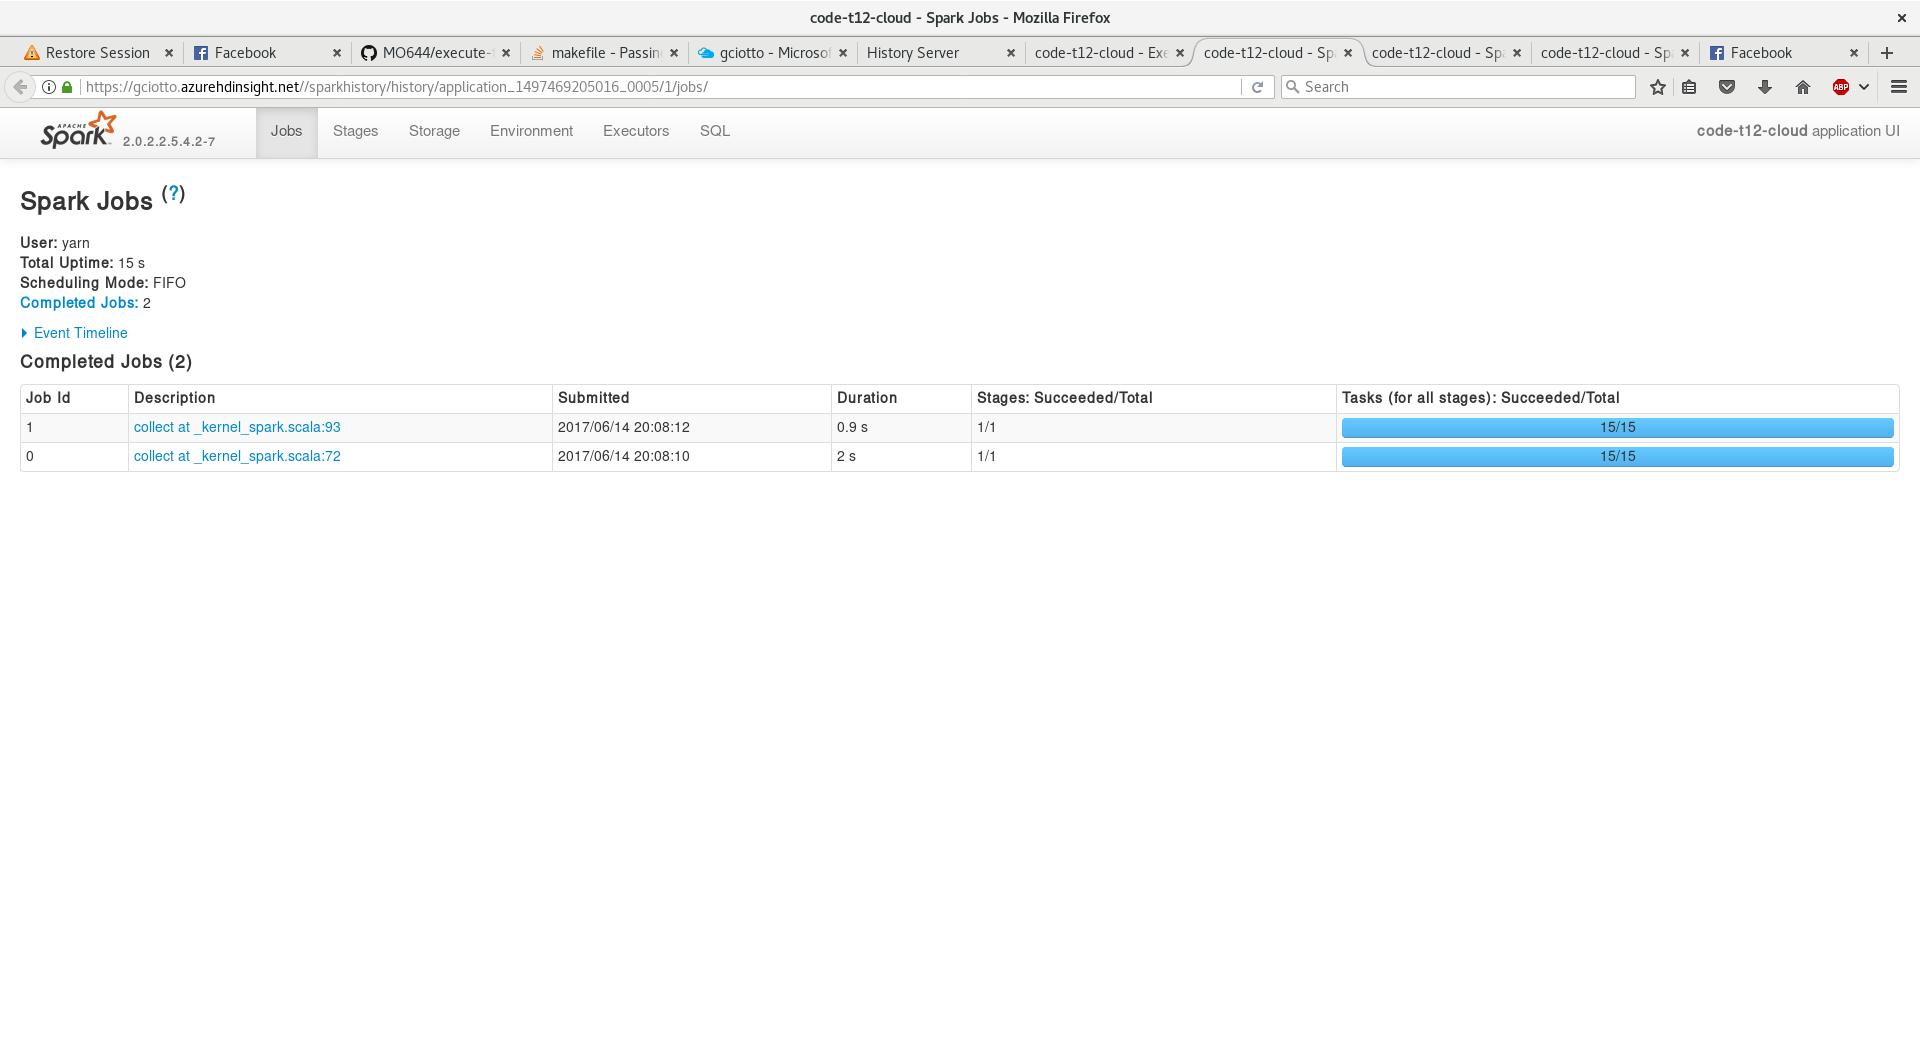 code-t12-cloud - Spark Jobs - Mozilla Firefox
Restore Session Facebook MO644/execute- makefile - Passin gciotto - Microsof History Server code-t12-cloud - Exe code-t12-cloud - Sp code-t12-cloud - Sp code-t12-cloud - Sp Facebook
https://gciotto.azurehdinsight.net//sparkhistory/history/application_1497469205016_0005/1/jobs/ Search ABP
APACHE Spark 2.0.2.2.5.4.2-7 Jobs Stages Storage Environment Executors SQL code-t12-cloud application UI
Spark Jobs (?)
User: yarn
Total Uptime: 15 s
Scheduling Mode: FIFO
Completed Jobs: 2
Event Timeline
Completed Jobs (2)
Job Id Description Submitted Duration Stages: Succeeded/Total Tasks (for all stages): Succeeded/Total
1 collect at _kernel_spark.scala:93 2017/06/14 20:08:12 0.9 s 1/1 15/15
0 collect at _kernel_spark.scala:72 2017/06/14 20:08:10 2 s 1/1 15/15